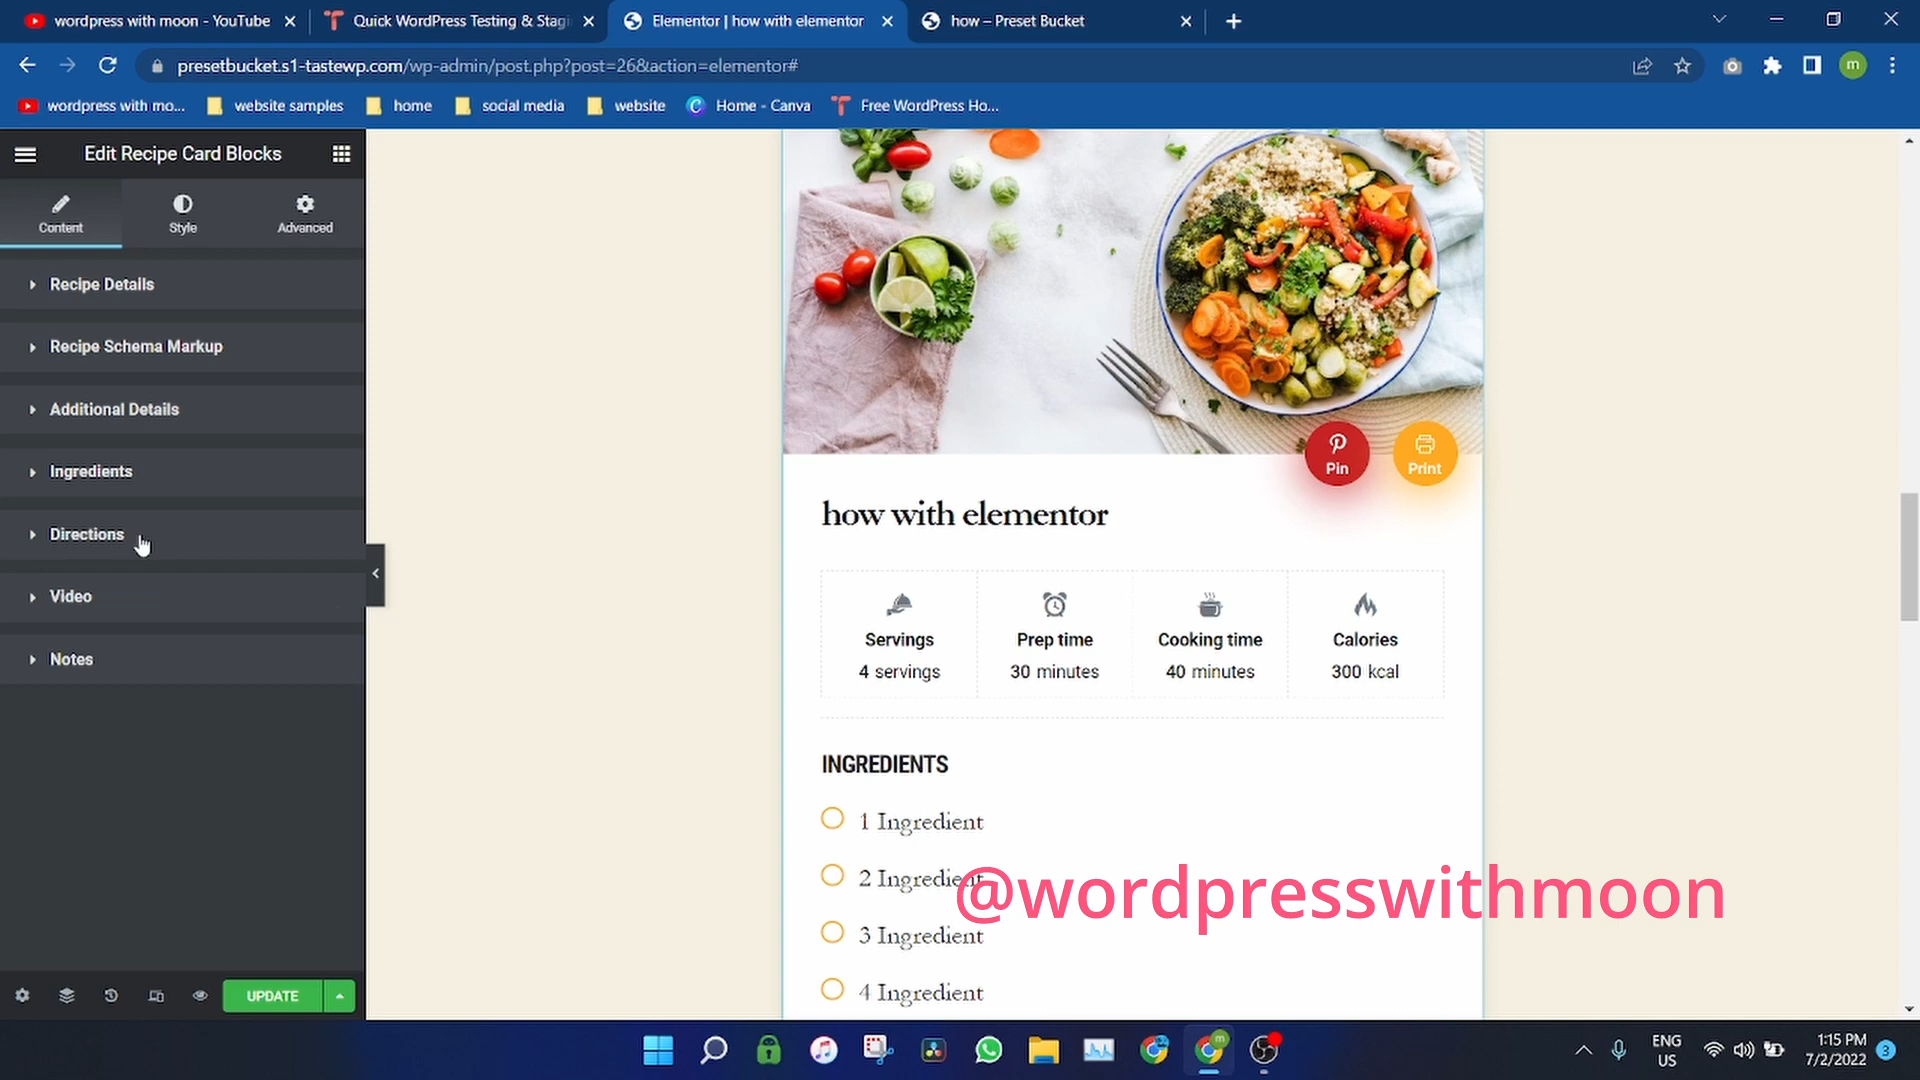 wordpress with moon - YouTube
Quick WordPress Testing & Stagi
Elementor | how with elementor
how – Preset Bucket
presetbucket.s1-tastewp.com/wp-admin/post.php?post=26&action=elementor#
m
wordpress with mo...
website samples
home
social media
website
Home - Canva
Free WordPress Ho...
Edit Recipe Card Blocks
Content
Style
Advanced
Recipe Details
Recipe Schema Markup
Additional Details
Ingredients
Directions
Video
Notes
UPDATE
Pin
Print
how with elementor
Servings
4 servings
Prep time
30 minutes
Cooking time
40 minutes
Calories
300 kcal
INGREDIENTS
1 Ingredient
2 Ingredient
3 Ingredient
4 Ingredient
@wordpresswithmoon
ENG
US
1:15 PM
7/2/2022
3